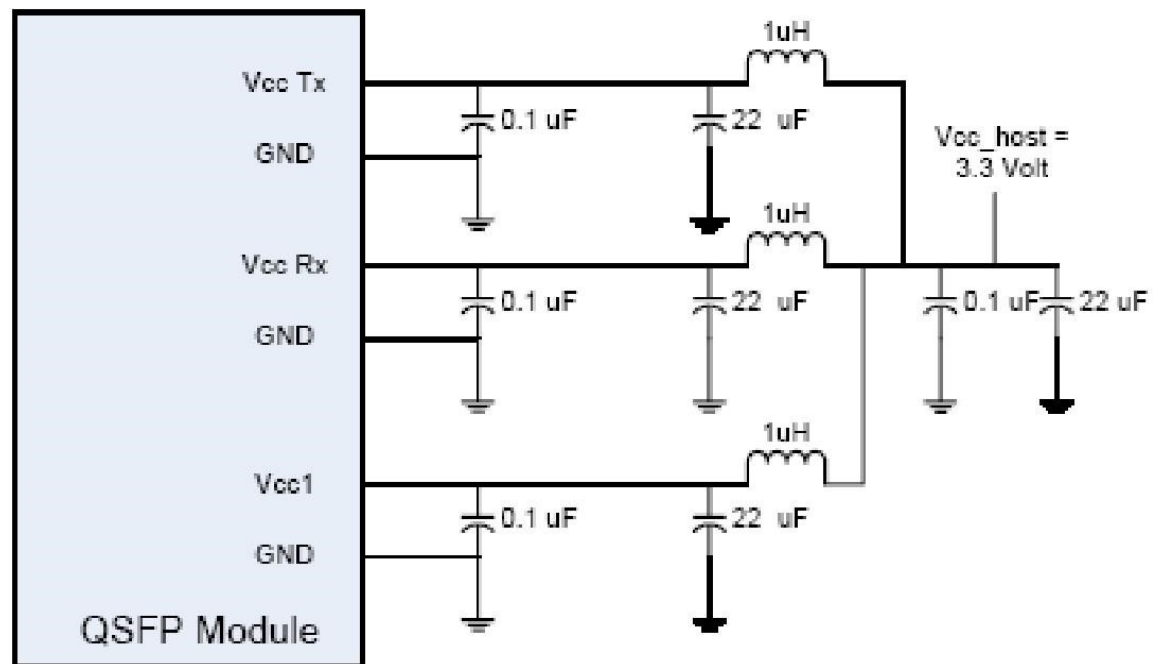 1uH
Vcc Tx
0.1 uF
22 uF
GND
Vcc_host =
3.3 Volt
1uH
Vcc Rx
0.1 uF
22 uF
0.1 uF
22 uF
GND
1uH
Vcc1
0.1 uF
22 uF
GND
QSFP Module